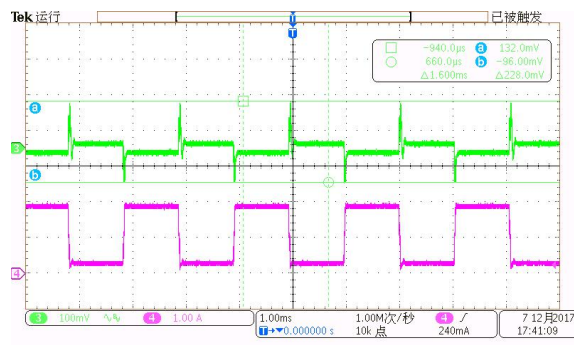 Tek 运行 已被触发
T
T
-940.0μs a 132.0mV
660.0μs b -96.00mV
△1.600ms △228.0mV
a
3
b
4
3 100mV 4 1.00 A 1.00ms 1.00M次/秒 4 7 12月2017
T→▼0.000000 s 10k 点 240mA 17:41:09